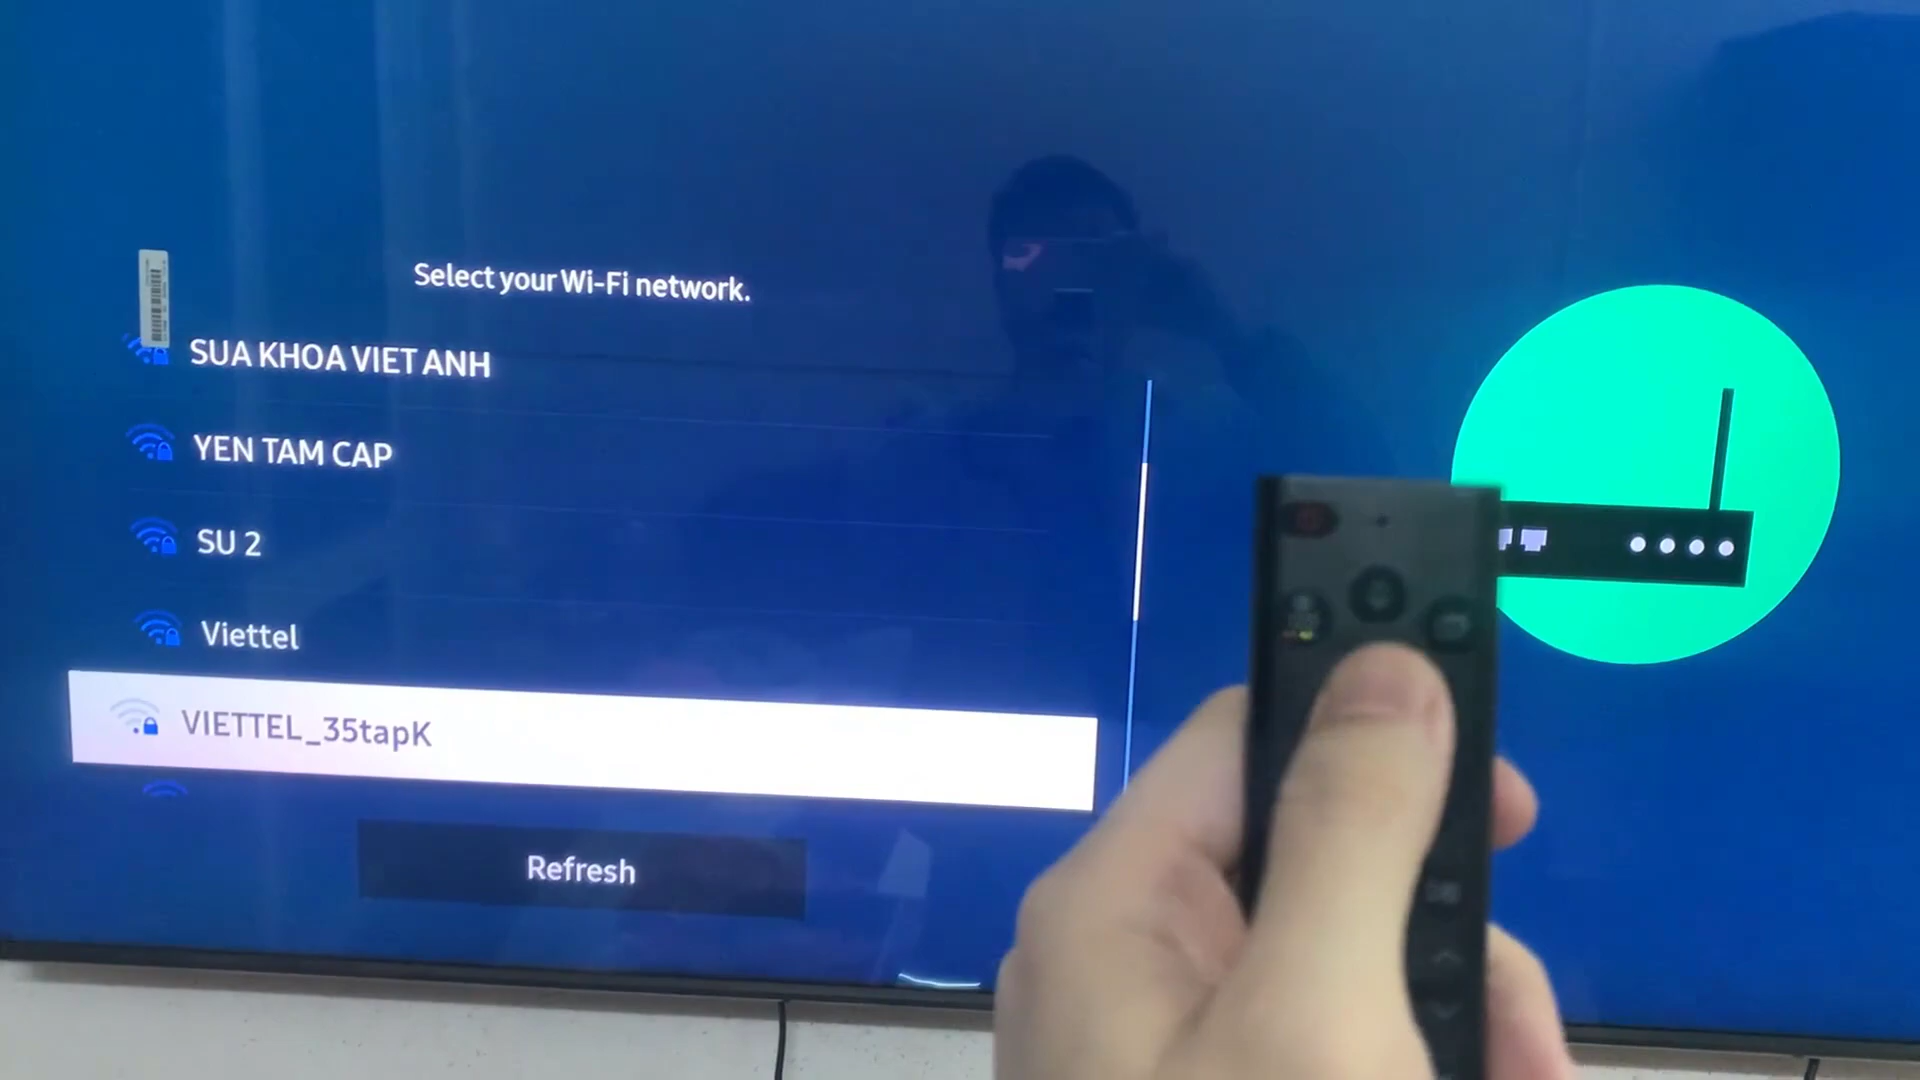 Select your Wi-Fi network.
SUA KHOA VIET ANH
YEN TAM CAP
SU 2
Viettel
VIETTEL_35tapK
Refresh